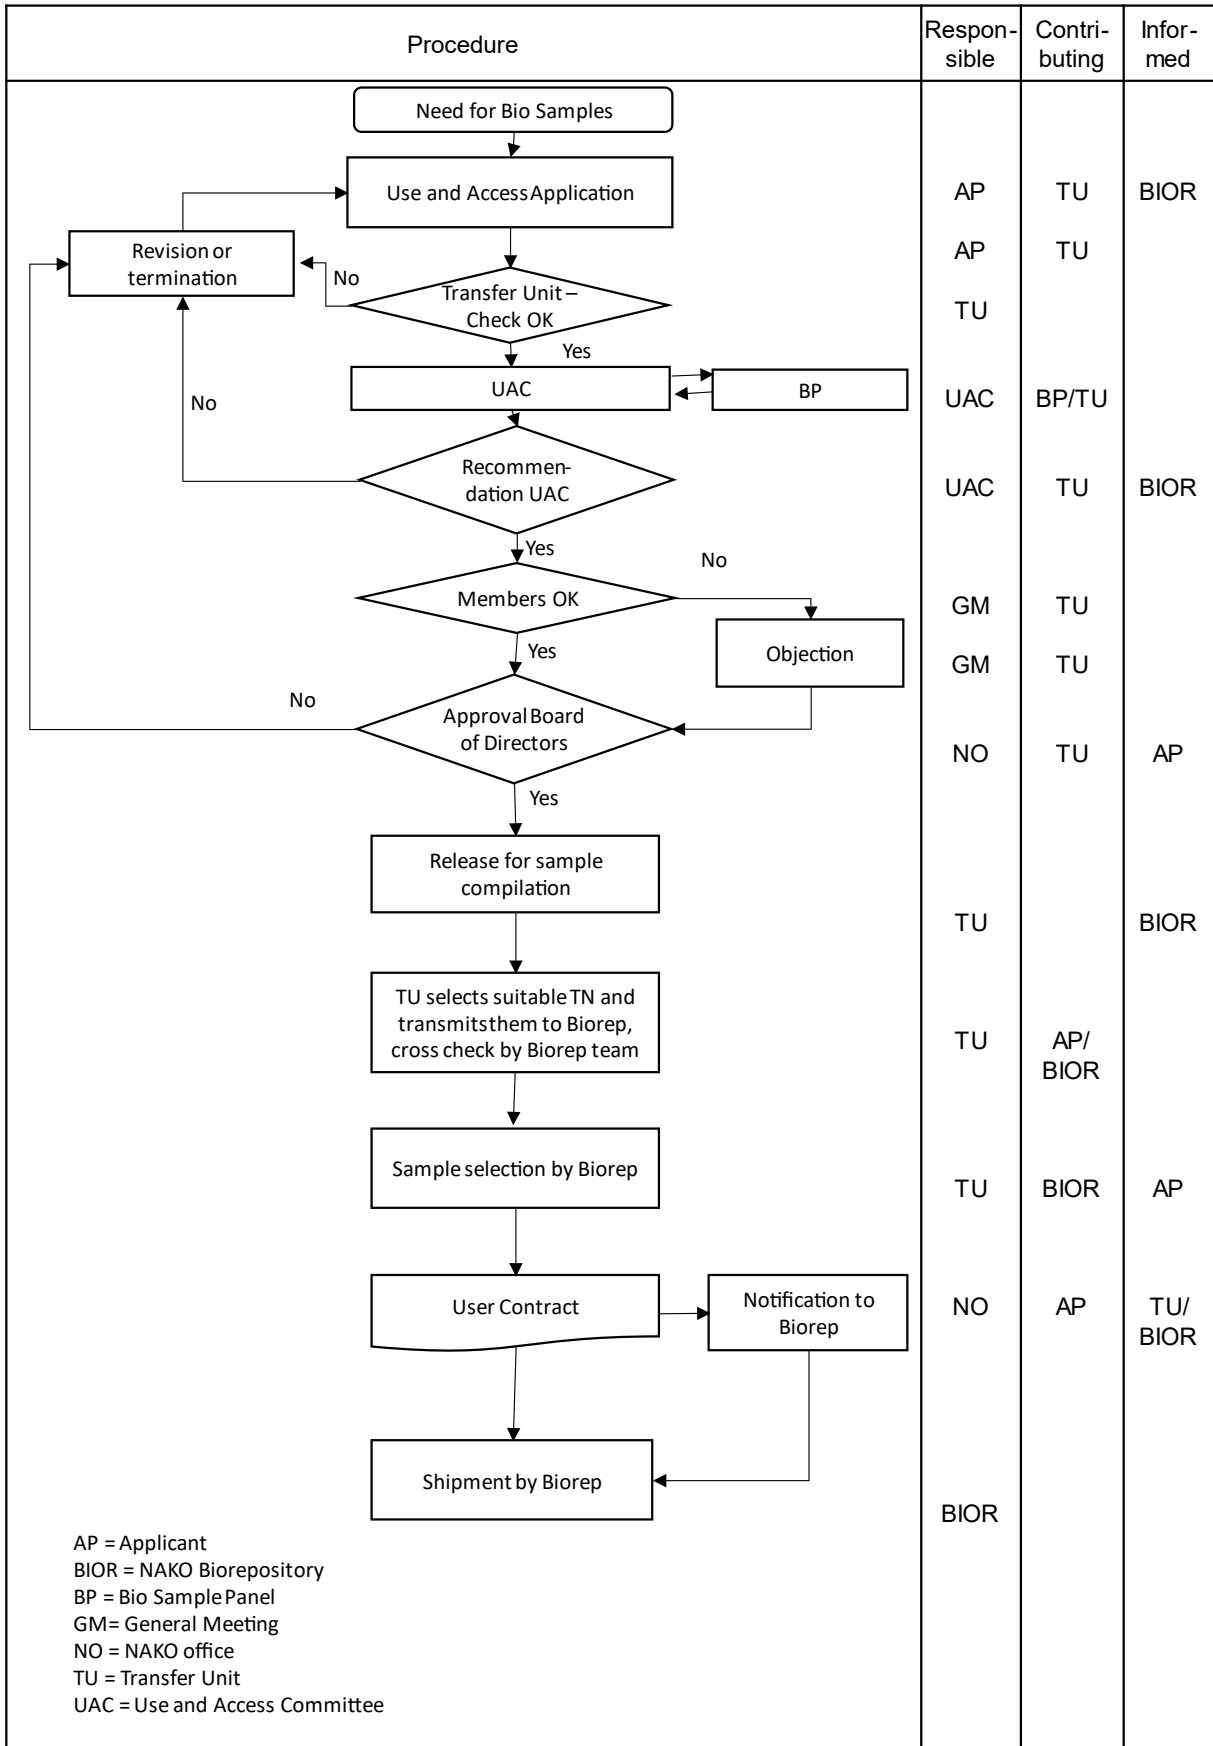 Procedure
Respon-
sible
Contri-
buting
Infor-
med
Need for Bio Samples
Use and Access Application
AP TU BIOR
Revision or
termination
AP TU
No
Transfer Unit –
Check OK
TU
Yes
UAC
BP
UAC BP/TU
No
Recommen-
dation UAC
UAC TU BIOR
Yes
No
Members OK
GM TU
Yes
Objection
GM TU
No
Approval Board
of Directors
NO TU AP
Yes
Release for sample
compilation
TU BIOR
TU selects suitable TN and
transmits them to Biorep,
cross check by Biorep team
TU
AP/
BIOR
Sample selection by Biorep
TU BIOR AP
User Contract
Notification to
Biorep
NO AP
TU/
BIOR
Shipment by Biorep
BIOR
AP = Applicant
BIOR = NAKO Biorepository
BP = Bio Sample Panel
GM= General Meeting
NO = NAKO office
TU = Transfer Unit
UAC = Use and Access Committee